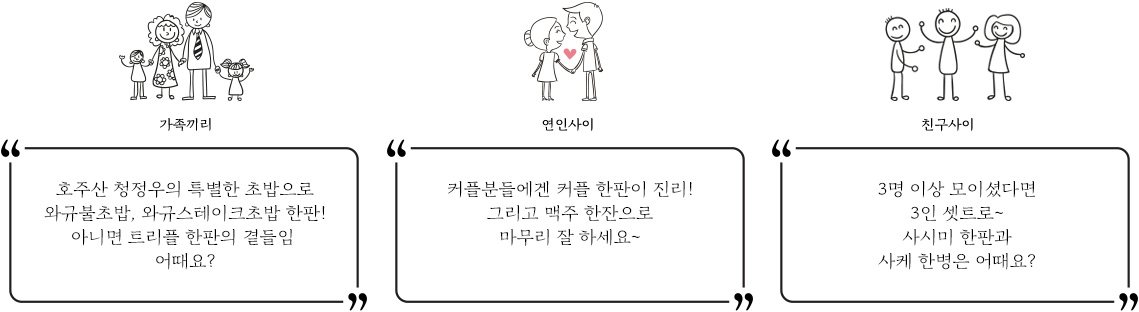 가족끼리
호주산 청정우의 특별한 초밥으로
와규불초밥, 와규스테이크초밥 한판!
아니면 트리플 한판의 곁들임
어때요?
연인사이
커플분들에겐 커플 한판이 진리!
그리고 맥주 한잔으로
마무리 잘 하세요~
친구사이
3명 이상 모이셨다면
3인 셋트로~
사시미 한판과
사케 한병은 어때요?